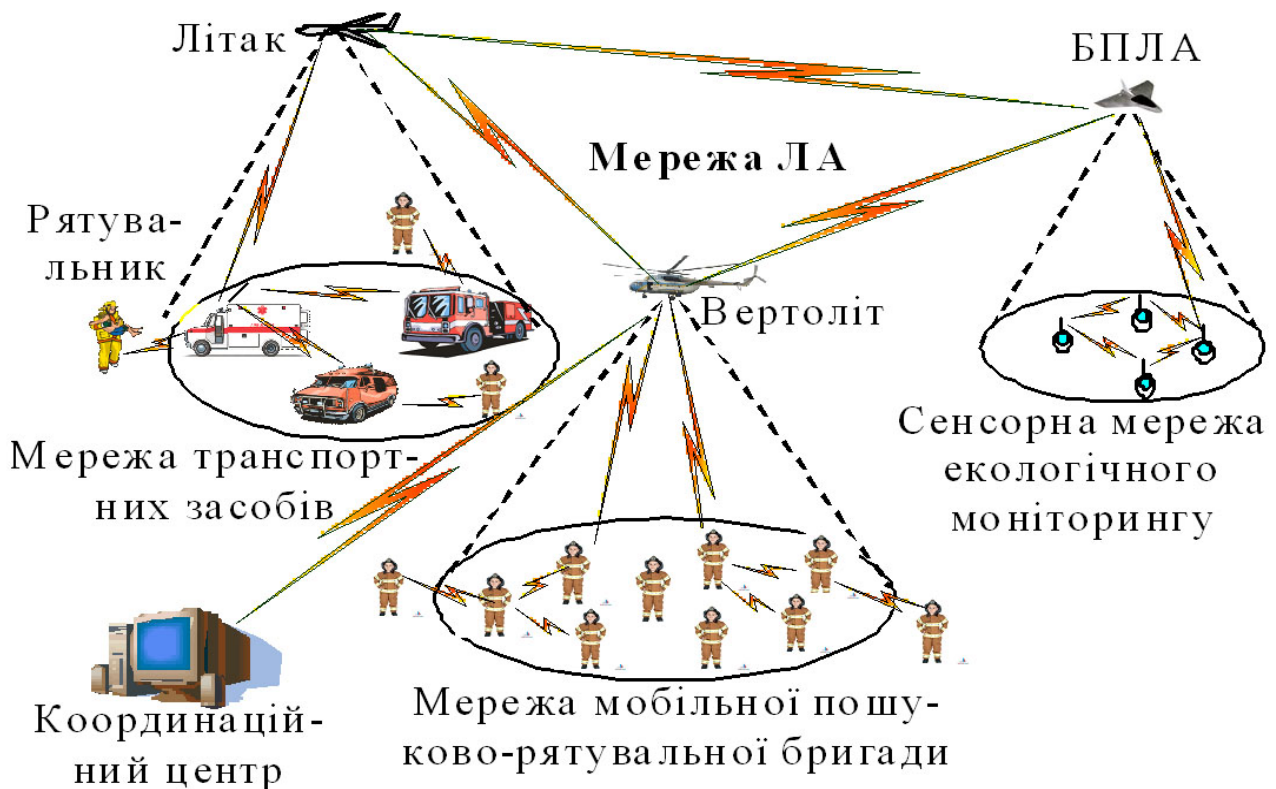 Літак
БПЛА
Мережа ЛА
Рятува-
льник
Вертоліт
Мережа транспорт-
них засобів
Сенсорна мережа
екологічного
моніторингу
Координацій-
ний центр
Мережа мобільної пошу-
ково-рятувальної бригади